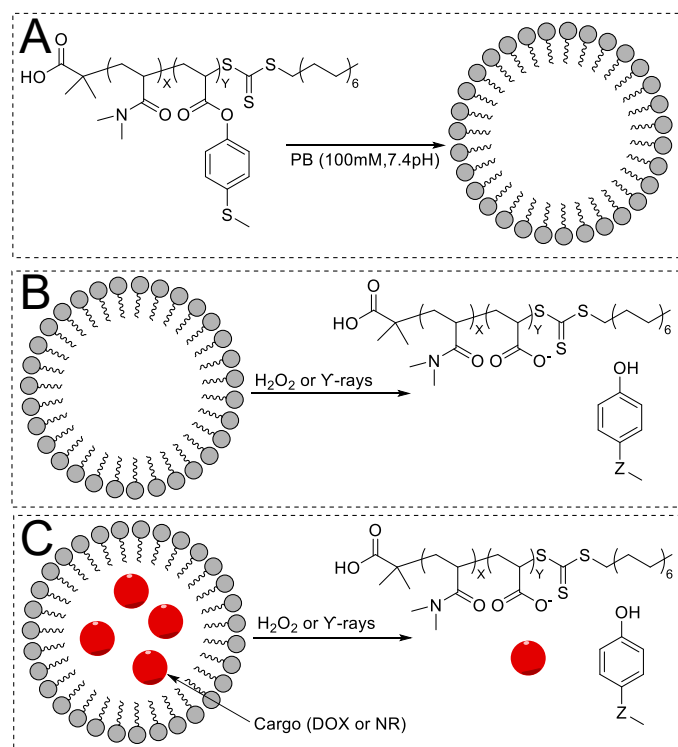 A
O
HO
X
Y
S
S
6
S
N
O
O
O
PB (100mM,7.4pH)
S
B
O
HO
X
Y
S
S
6
S
N
O
O
O-
H2O2 or ϒ-rays
OH
Z
C
O
HO
X
Y
S
S
6
S
N
O
O
O-
H2O2 or ϒ-rays
OH
Z
Cargo (DOX or NR)